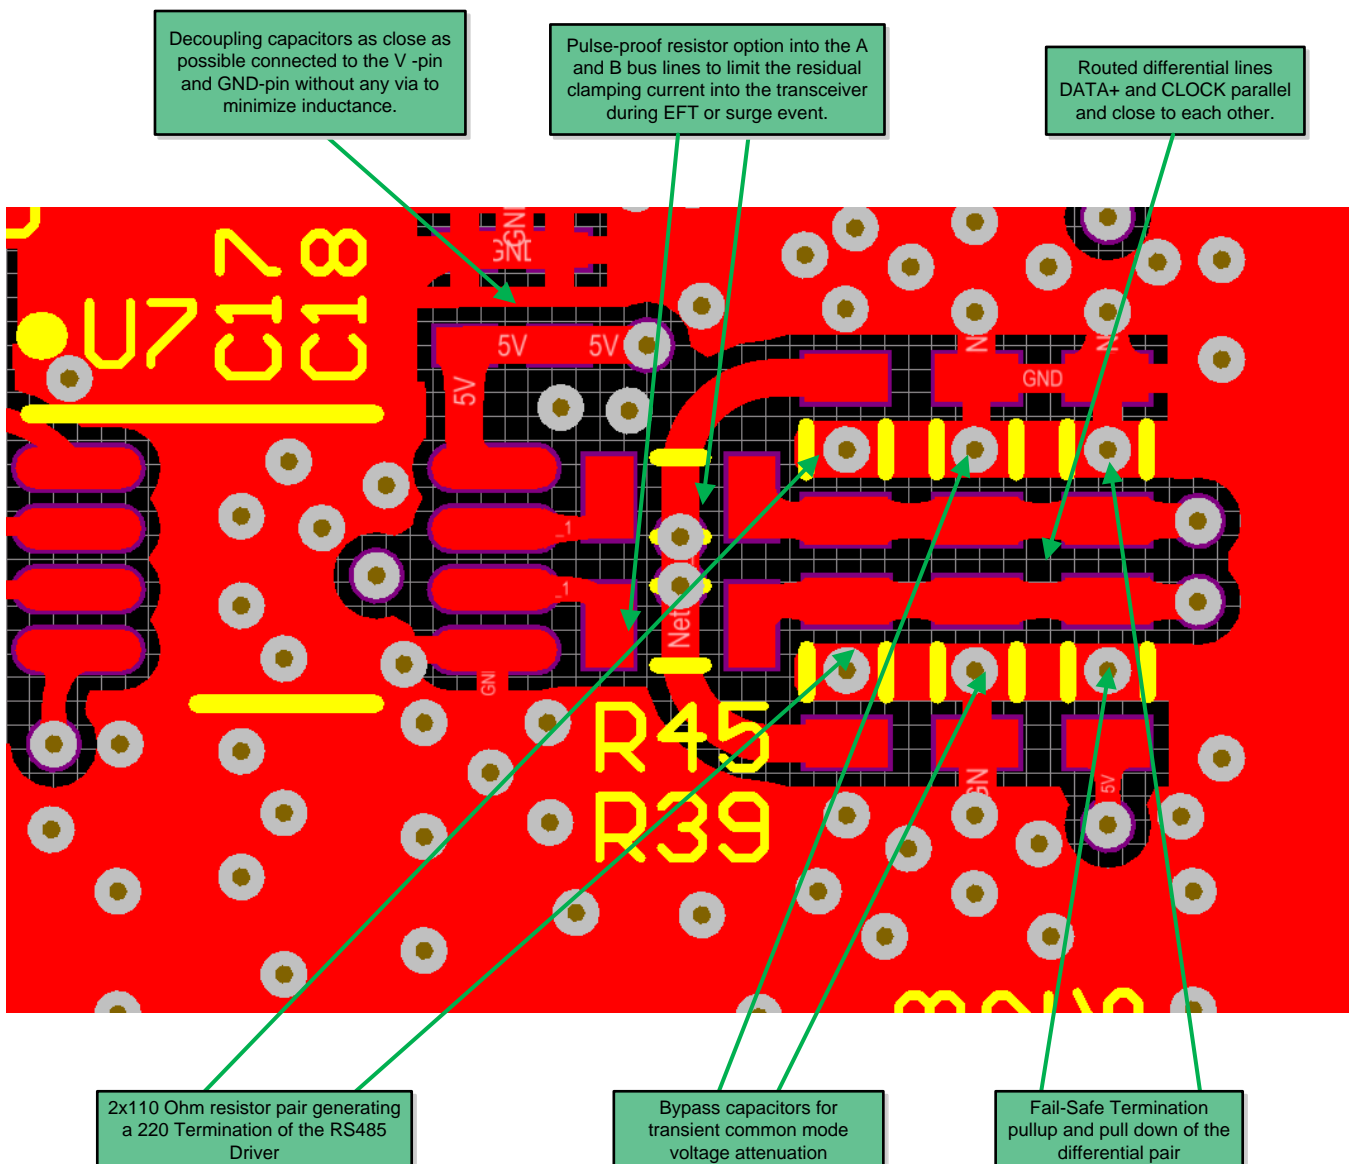 Decoupling capacitors as close as
possible connected to the V -pin
and GND-pin without any via to
minimize inductance.
Pulse-proof resistor option into the A
and B bus lines to limit the residual
clamping current into the transceiver
during EFT or surge event.
Routed differential lines
DATA+ and CLOCK parallel
and close to each other.
U7
C17
C18
5V
5V
5V
GND
_1
_1
Net
R45
R39
5V
2x110 Ohm resistor pair generating
a 220 Termination of the RS485
Driver
Bypass capacitors for
transient common mode
voltage attenuation
Fail-Safe Termination
pullup and pull down of the
differential pair